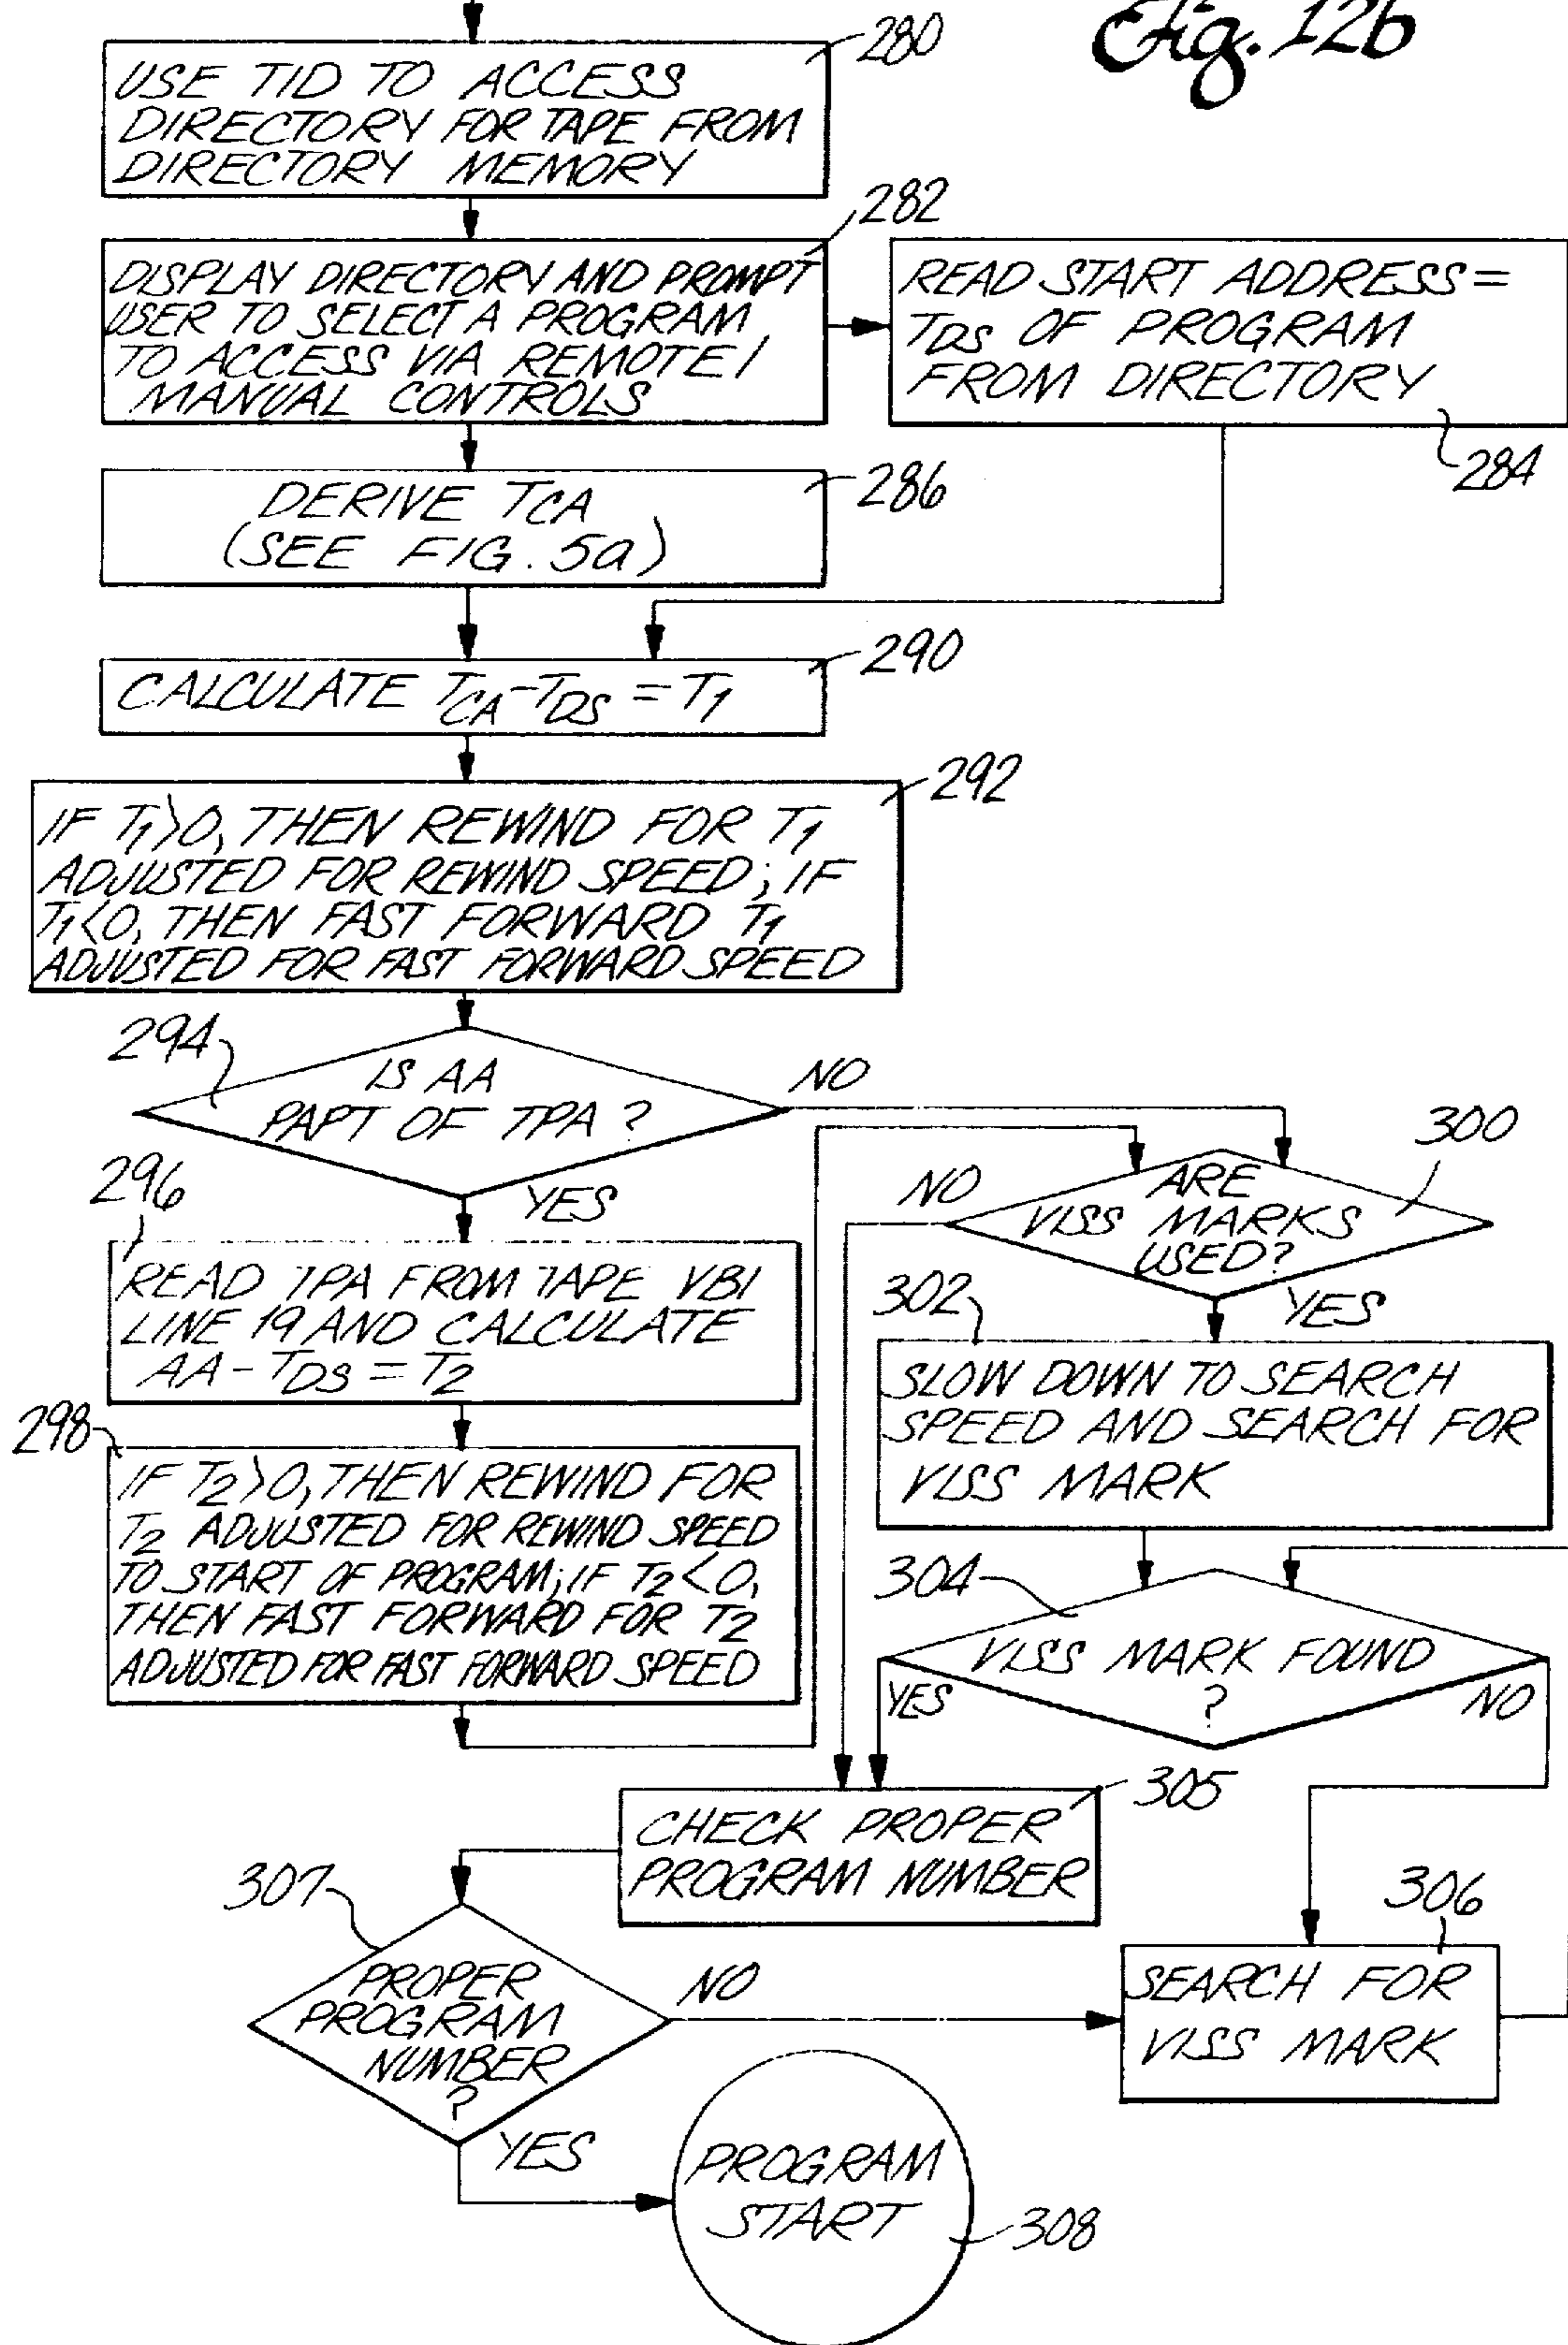 Fig. 12b
280
USE TID TO ACCESS
DIRECTORY FOR TAPE FROM
DIRECTORY MEMORY
282
DISPLAY DIRECTORY AND PROMPT
USER TO SELECT A PROGRAM
TO ACCESS VIA REMOTE /
MANUAL CONTROLS
READ START ADDRESS =
TDS OF PROGRAM
FROM DIRECTORY
284
286
DERIVE TCA
(SEE FIG. 5a)
290
CALCULATE TCA-TDS = T1
292
IF T1>0, THEN REWIND FOR T1
ADJUSTED FOR REWIND SPEED; IF
T1<0, THEN FAST FORWARD T1
ADJUSTED FOR FAST FORWARD SPEED
294
IS AA
PAPT OF TPA ?
NO
YES
296
READ TPA FROM TAPE VBI
LINE 19 AND CALCULATE
AA - TDS = T2
298
IF T2>0, THEN REWIND FOR
T2 ADJUSTED FOR REWIND SPEED
TO START OF PROGRAM; IF T2<0,
THEN FAST FORWARD FOR T2
ADJUSTED FOR FAST FORWARD SPEED
300
ARE
VISS MARKS
USED?
NO
YES
302
SLOW DOWN TO SEARCH
SPEED AND SEARCH FOR
VISS MARK
304
VISS MARK FOUND
?
YES
NO
305
CHECK PROPER
PROGRAM NUMBER
306
SEARCH FOR
VISS MARK
307
PROPER
PROGRAM
NUMBER
?
NO
YES
PROGRAM
START
308